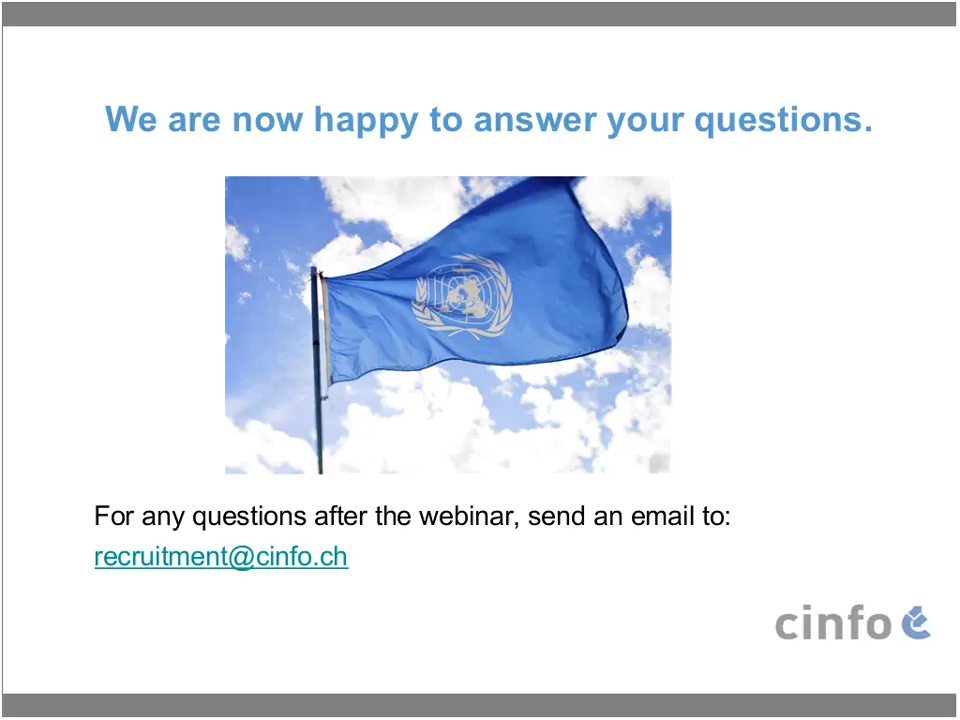 We are now happy to answer your questions.
For any questions after the webinar, send an email to:
recruitment@cinfo.ch
cinfo